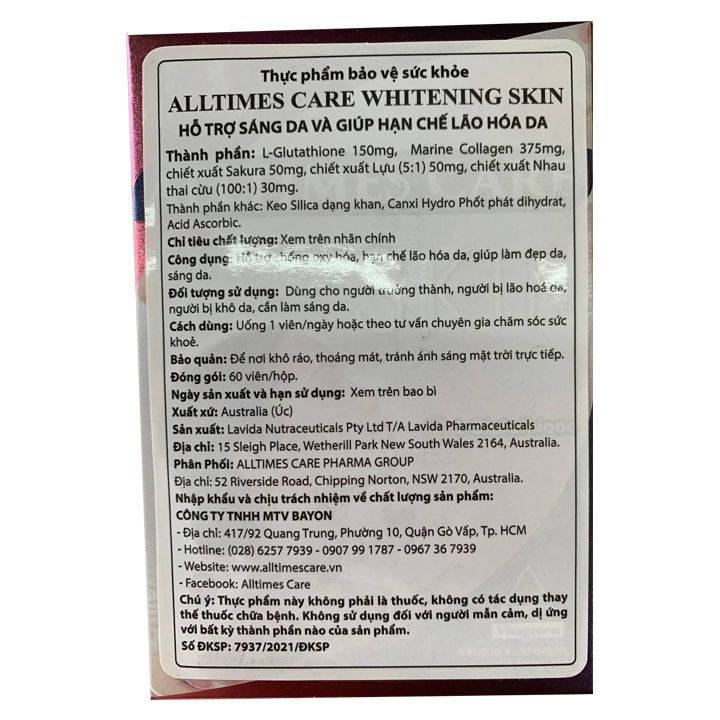 Thực phẩm bảo vệ sức khỏe
ALLTIMES CARE WHITENING SKIN
HỖ TRỢ SÁNG DA VÀ GIÚP HẠN CHẾ LÃO HÓA DA
Thành phần: L-Glutathione 150mg, Marine Collagen 375mg,
chiết xuất Sakura 50mg, chiết xuất Lựu (5:1) 50mg, chiết xuất Nhau
thai cừu (100:1) 30mg.
Thành phần khác: Keo Silica dạng khan, Canxi Hydro Phốt phát dihydrat,
Acid Ascorbic.
Chỉ tiêu chất lượng: Xem trên nhãn chính
Công dụng: Hỗ trợ chống oxy hóa, hạn chế lão hóa da, giúp làm đẹp da,
sáng da.
Đối tượng sử dụng: Dùng cho người trưởng thành, người bị lão hoá da,
người bị khô da, cần làm sáng da.
Cách dùng: Uống 1 viên/ngày hoặc theo tư vấn chuyên gia chăm sóc sức
khoẻ.
Bảo quản: Để nơi khô ráo, thoáng mát, tránh ánh sáng mặt trời trực tiếp.
Đóng gói: 60 viên/hộp.
Ngày sản xuất và hạn sử dụng: Xem trên bao bì
Xuất xứ: Australia (Úc)
Sản xuất: Lavida Nutraceuticals Pty Ltd T/A Lavida Pharmaceuticals
Địa chỉ: 15 Sleigh Place, Wetherill Park New South Wales 2164, Australia.
Phân Phối: ALLTIMES CARE PHARMA GROUP
Địa chỉ: 52 Riverside Road, Chipping Norton, NSW 2170, Australia.
Nhập khẩu và chịu trách nhiệm về chất lượng sản phẩm:
CÔNG TY TNHH MTV BAYON
- Địa chỉ: 417/92 Quang Trung, Phường 10, Quận Gò Vấp, Tp. HCM
- Hotline: (028) 6257 7939 - 0907 99 1787 - 0967 36 7939
- Website: www.alltimescare.vn
- Facebook: Alltimes Care
Chú ý: Thực phẩm này không phải là thuốc, không có tác dụng thay
thế thuốc chữa bệnh. Không sử dụng đối với người mẫn cảm, dị ứng
với bất kỳ thành phần nào của sản phẩm.
Số ĐKSP: 7937/2021/ĐKSP
Vitagreen
MADE IN AUSTRALIA